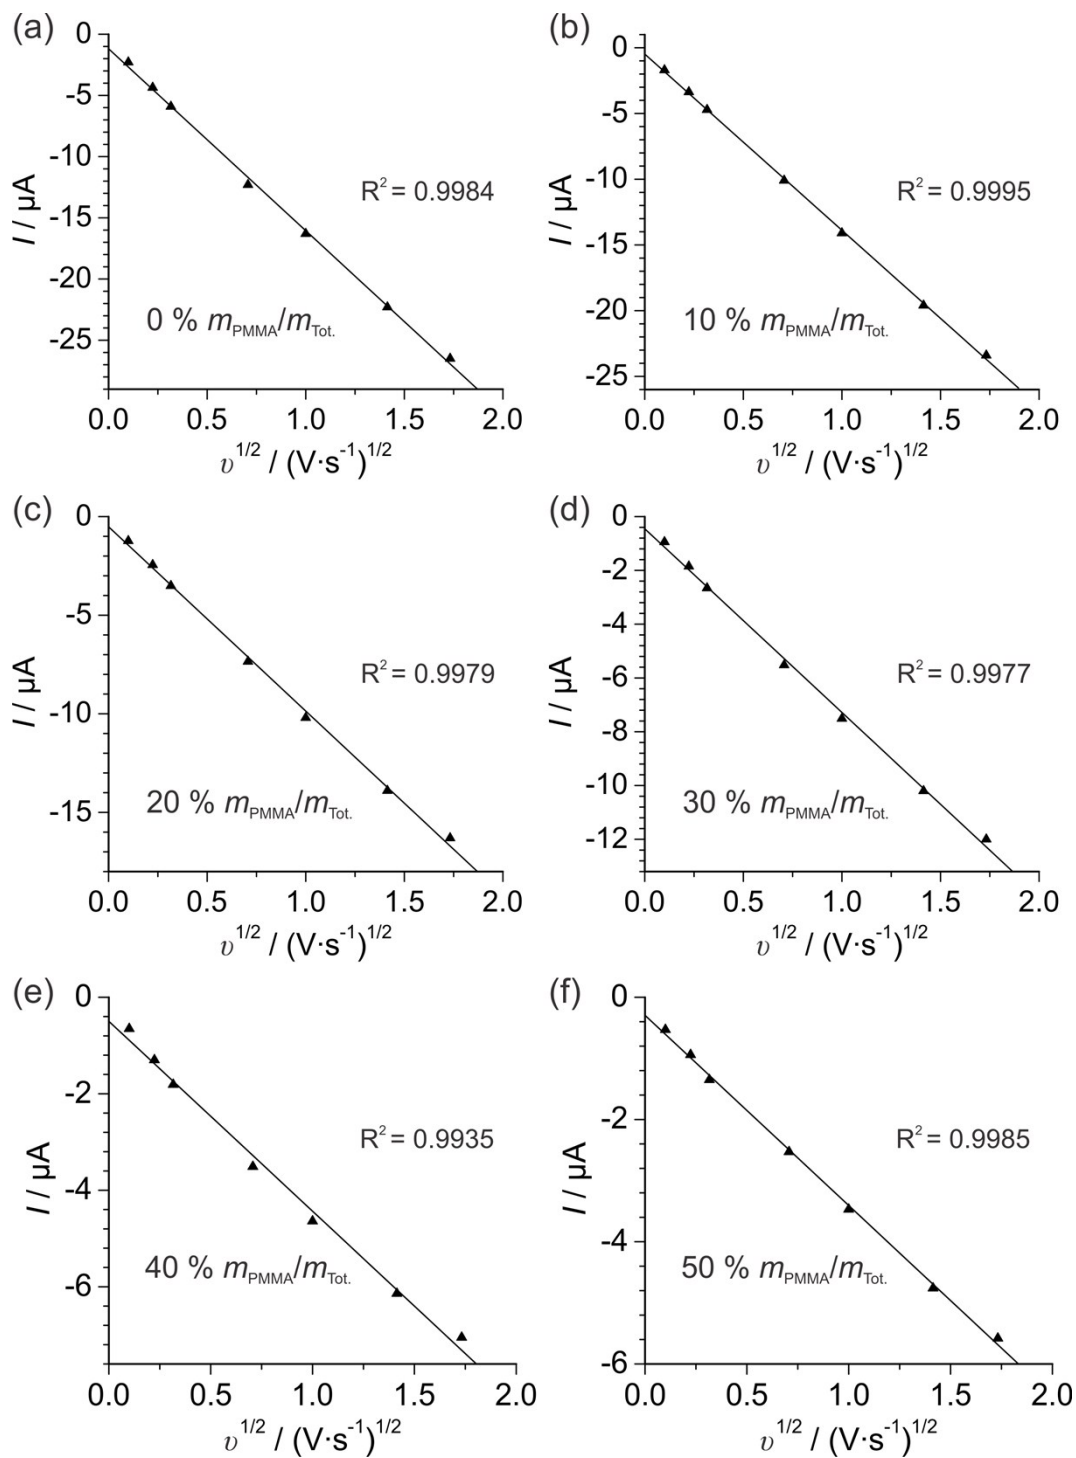 (a)
0
-5
-10
-15
-20
-25
I / µA
R² = 0.9984
0 % mPMMA/mTot.
0.0 0.5 1.0 1.5 2.0
υ^1/2 / (V·s⁻¹)^1/2
(b)
0
-5
-10
-15
-20
-25
I / µA
R² = 0.9995
10 % mPMMA/mTot.
0.0 0.5 1.0 1.5 2.0
υ^1/2 / (V·s⁻¹)^1/2
(c)
0
-5
-10
-15
I / µA
R² = 0.9979
20 % mPMMA/mTot.
0.0 0.5 1.0 1.5 2.0
υ^1/2 / (V·s⁻¹)^1/2
(d)
0
-2
-4
-6
-8
-10
-12
I / µA
R² = 0.9977
30 % mPMMA/mTot.
0.0 0.5 1.0 1.5 2.0
υ^1/2 / (V·s⁻¹)^1/2
(e)
0
-2
-4
-6
I / µA
R² = 0.9935
40 % mPMMA/mTot.
0.0 0.5 1.0 1.5 2.0
υ^1/2 / (V·s⁻¹)^1/2
(f)
0
-2
-4
-6
I / µA
R² = 0.9985
50 % mPMMA/mTot.
0.0 0.5 1.0 1.5 2.0
υ^1/2 / (V·s⁻¹)^1/2